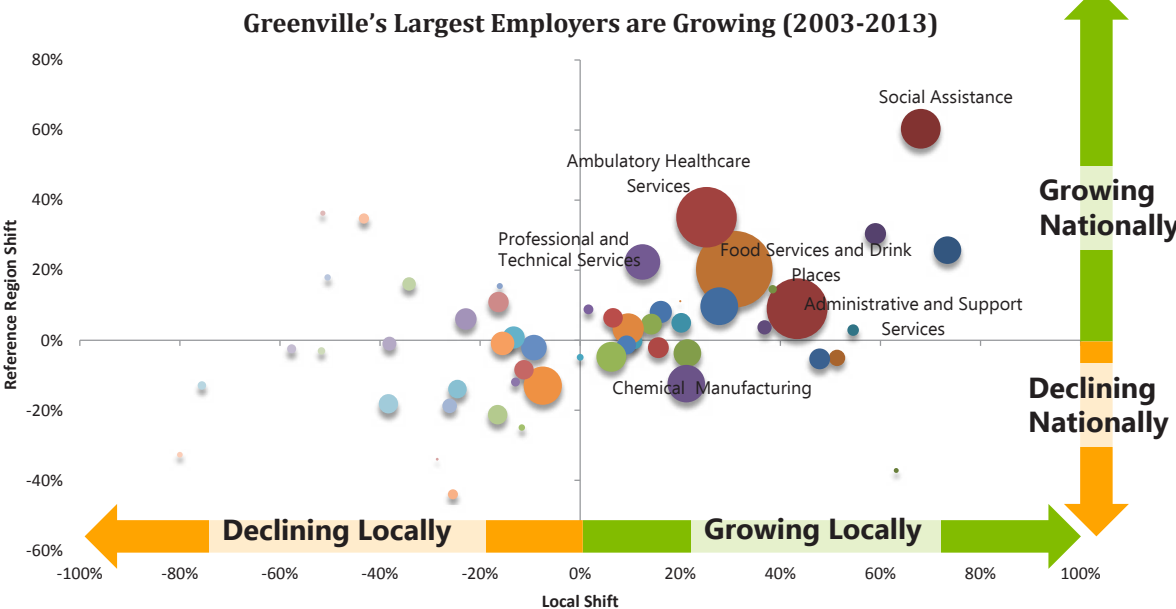 Greenville’s Largest Employers are Growing (2003-2013)
80%
60%
40%
20%
0%
-20%
-40%
-60%
Reference Region Shift
Social Assistance
Ambulatory Healthcare
Services
Professional and
Technical Services
Food Services and Drink
Places
Administrative and Support
Services
Chemical Manufacturing
Growing
Nationally
Declining
Nationally
Declining Locally
Growing Locally
-100%
-80%
-60%
-40%
-20%
0%
20%
40%
60%
80%
100%
Local Shift